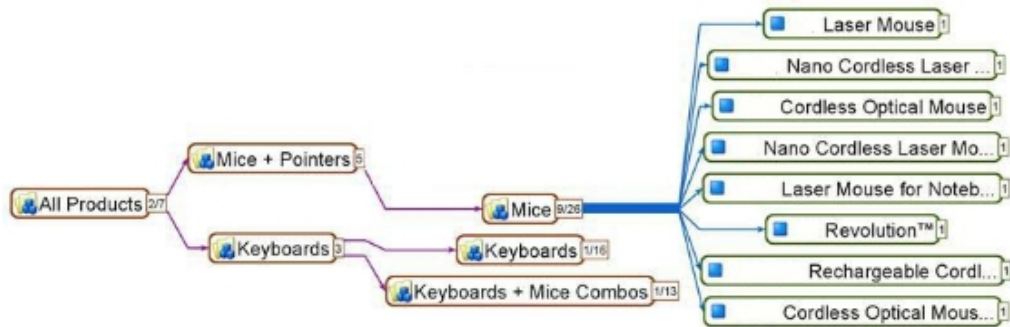 Laser Mouse 1
Nano Cordless Laser ... 1
Cordless Optical Mouse 1
Mice + Pointers 5
Nano Cordless Laser Mo... 1
All Products 2/7
Mice 9/26
Laser Mouse for Noteb... 1
Revolution™ 1
Keyboards 3
Keyboards 1/16
Rechargeable Cordl... 1
Keyboards + Mice Combos 1/13
Cordless Optical Mous... 1